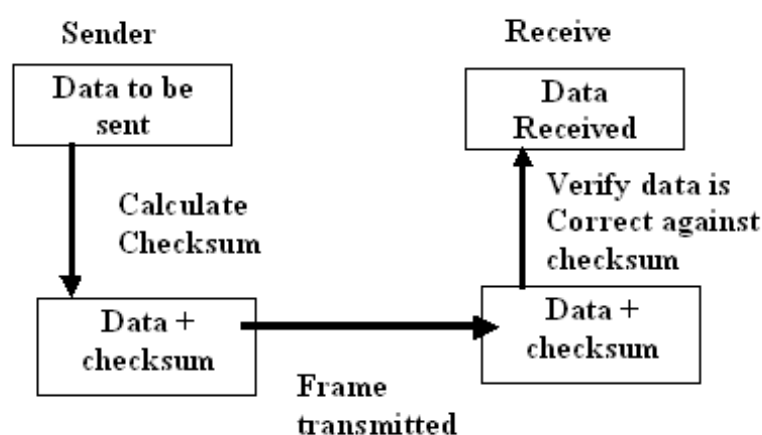 Sender
Receive
Data to be
sent
Data
Received
Calculate
Checksum
Verify data is
Correct against
checksum
Data +
checksum
Data +
checksum
Frame
transmitted